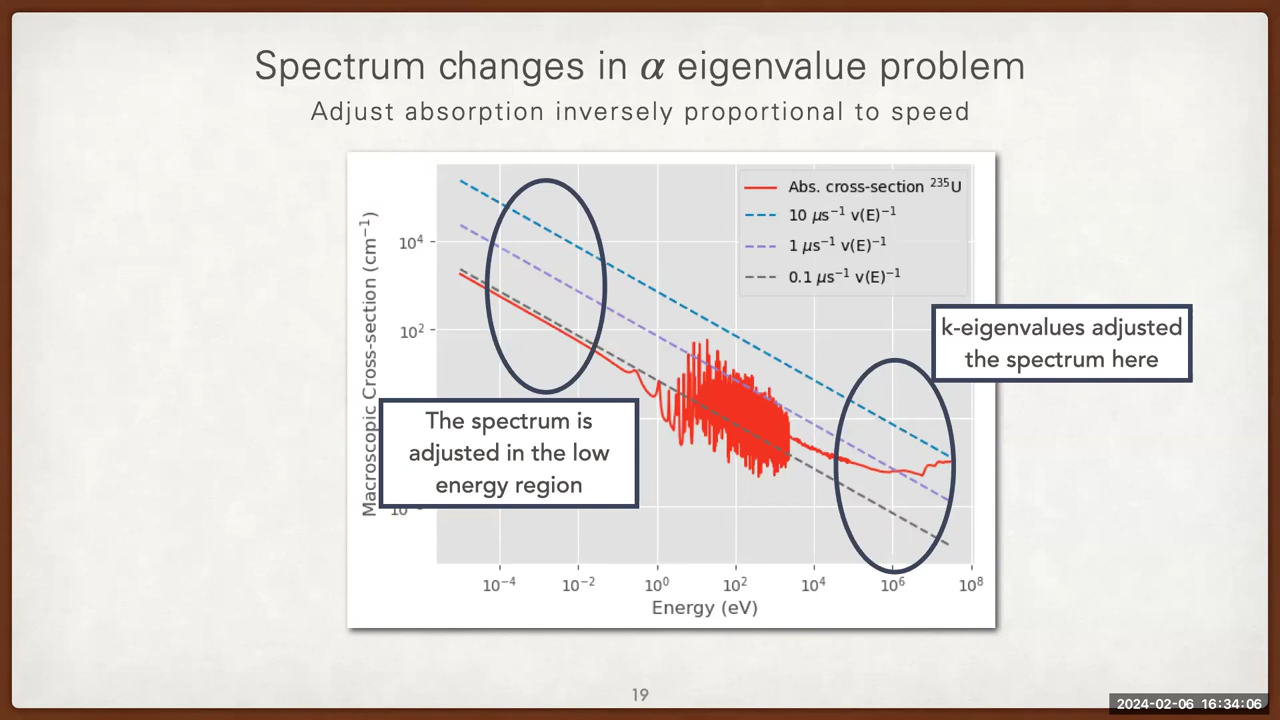 Spectrum changes in α eigenvalue problem
Adjust absorption inversely proportional to speed
Abs. cross-section ²³⁵U
10 μs⁻¹ v(E)⁻¹
1 μs⁻¹ v(E)⁻¹
0.1 μs⁻¹ v(E)⁻¹
Macroscopic Cross-section (cm⁻¹)
10⁴
10²
k-eigenvalues adjusted
the spectrum here
The spectrum is
adjusted in the low
energy region
10⁻⁴ 10⁻² 10⁰ 10² 10⁴ 10⁶ 10⁸
Energy (eV)
19
2024-02-06 16:34:06